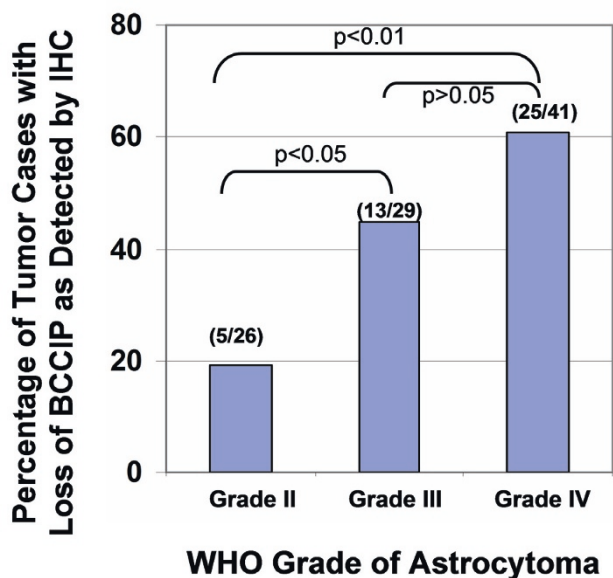 Percentage of Tumor Cases with
Loss of BCCIP as Detected by IHC
80
60
40
20
0
p<0.01
p>0.05
(25/41)
p<0.05
(13/29)
(5/26)
Grade II
Grade III
Grade IV
WHO Grade of Astrocytoma